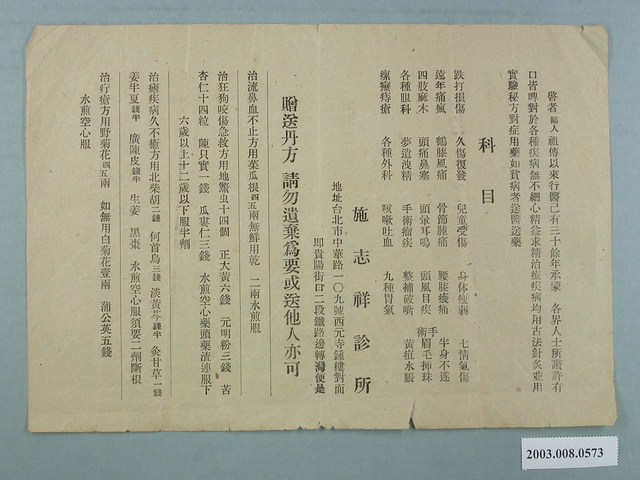 啓者鄙人祖傳以來行醫已有三十餘年承蒙 各界人士所讚許有
口皆啤對於各種疾病無不細心精益求精治癒疾病均用古法針灸並用
實驗秘方對症用藥如貧病者送醫送藥
科目
跌打損傷 久傷復發 兒童受傷 身体瘦弱 七情氣傷
遠年痛瘋 鶴膝風痛 骨節腫痛 腰膝痠痛 半身不遂
四肢麻木 頭痛鼻塞 頭暈耳鳴 頭風目疾 手術眉毛抻珠
各種眼科 夢遺洩精 手術瘤疾 整補破嘴 黃疸水脹
瘰癧痔瘡 各種外科 咳嗽吐血 九種胃氣
施志祥診所
地址台北市中華路一〇九號西元寺鐘樓對面
即貴陽街口二段鐵路邊轉灣便是
贈送丹方 請勿遺棄為要或送他人亦可
治流鼻血不止方用菜瓜根四五兩無鮮用乾 二兩水煎服
治狂狗咬傷急救方用地鱉虫十四個 正大黃六錢 元明粉三錢 苦
杏仁十四粒 陳只實一錢 瓜蔞仁三錢 水煎空心藥頭藥渣連服下
六歲以上十二歲以下服半劑
治瘧疾病久不癒方用北柴胡二錢 何首烏三錢 淡黃芩錢半 灸甘草一錢
姜半夏錢半 廣陳皮錢半 生姜 黑棗 水煎空心服須要二劑斷根
治疔瘡方用野菊花四五兩 如無用白菊花壹兩 蒲公英五錢
水煎空心服
2003.008.0573